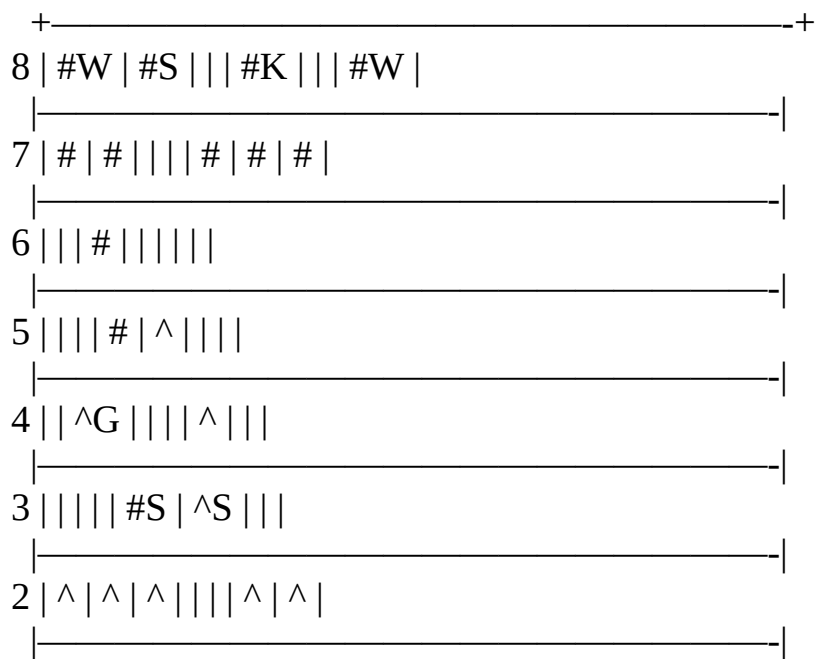 +———————————————————-+
8 | #W | #S | | | #K | | | #W |
|———————————————————-|
7 | # | # | | | | # | # | # |
|———————————————————-|
6 | | | # | | | | | |
|———————————————————-|
5 | | | | # | ^ | | | |
|———————————————————-|
4 | | ^G | | | | ^ | | |
|———————————————————-|
3 | | | | | #S | ^S | | |
|———————————————————-|
2 | ^ | ^ | ^ | | | | ^ | ^ |
|———————————————————-|